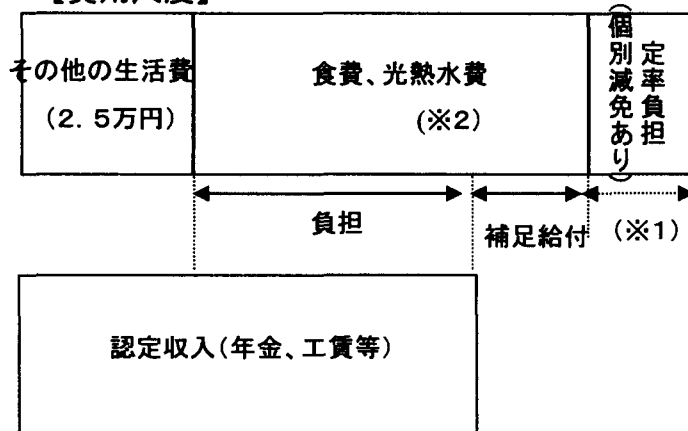 その他の生活費
(2.5万円)
食費、光熱水費
(※2)
定率負担
(個別減免あり)
負担
補足給付
(※1)
認定収入(年金、工賃等)